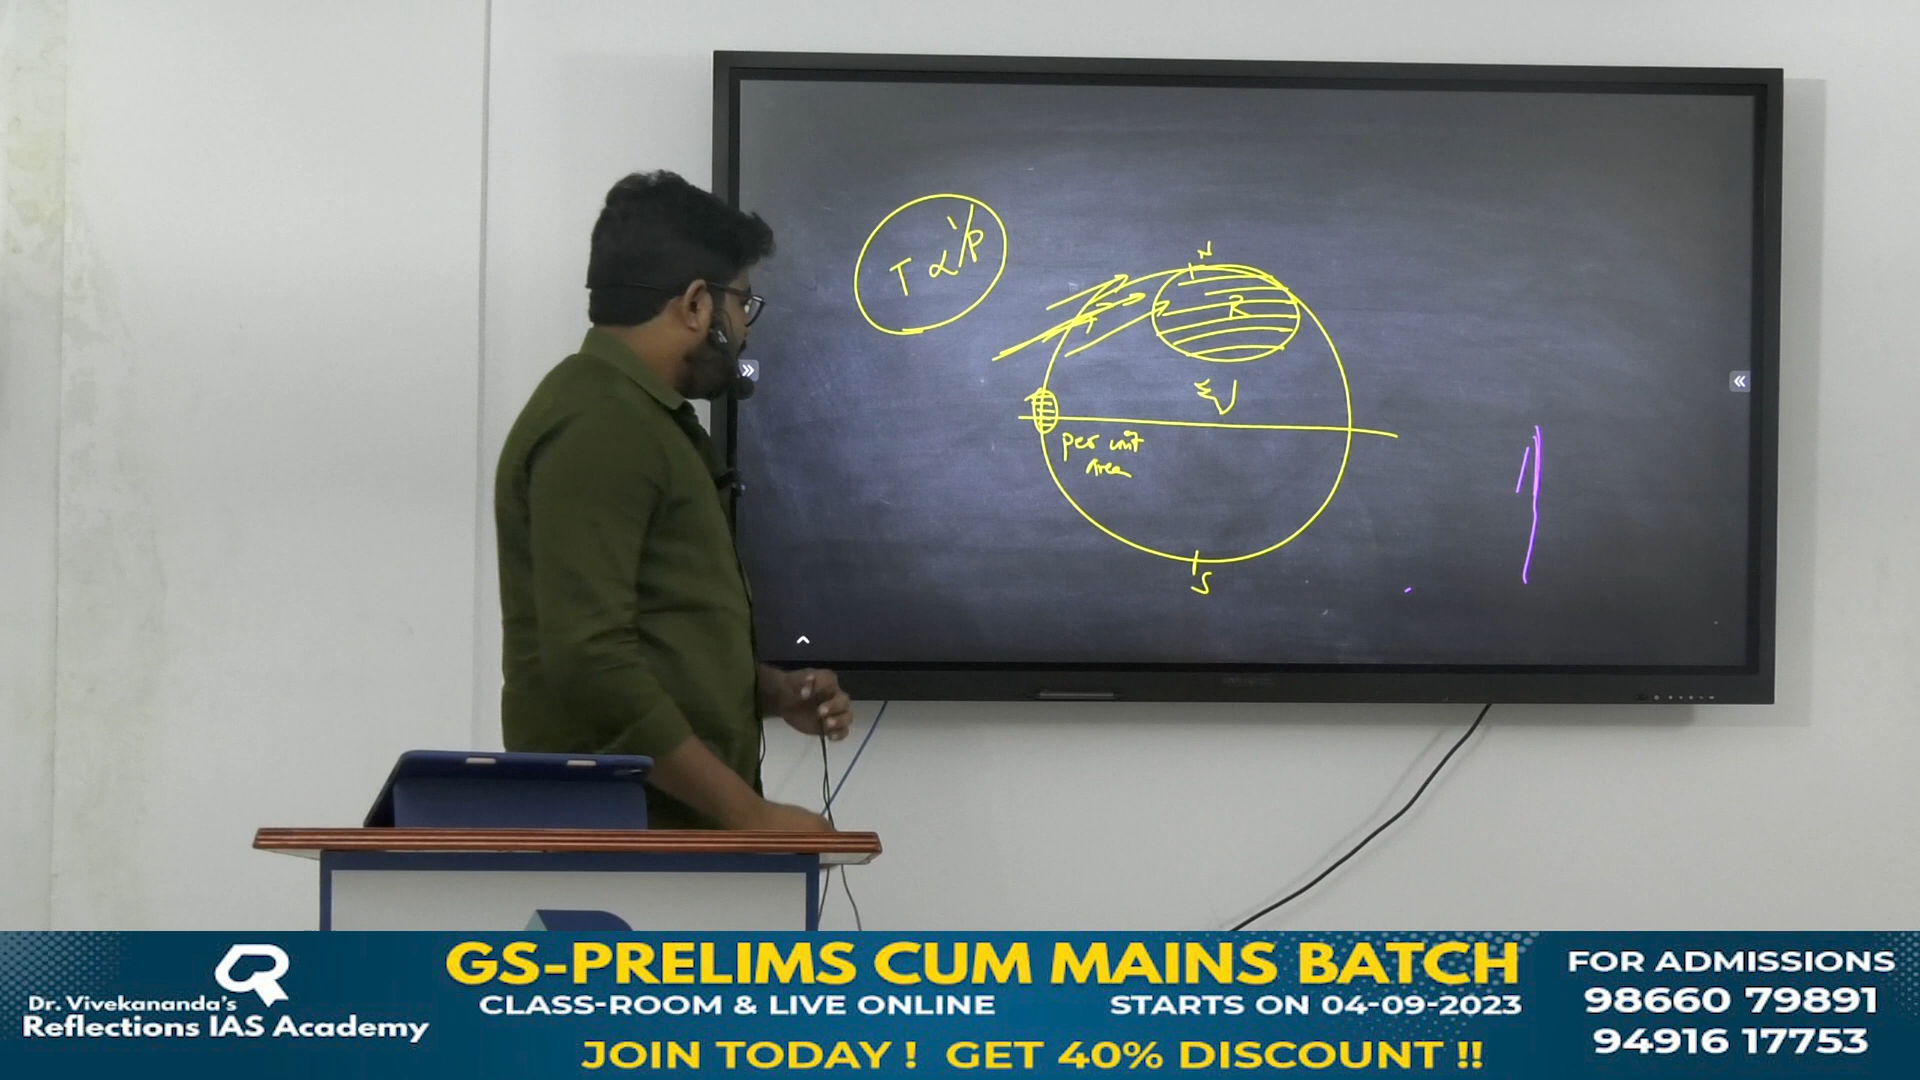 T α 1/P
N
R
per unit
Area
S
GS-PRELIMS CUM MAINS BATCH
CLASS-ROOM & LIVE ONLINE STARTS ON 04-09-2023
JOIN TODAY ! GET 40% DISCOUNT !!
Dr. Vivekananda's
Reflections IAS Academy
FOR ADMISSIONS
98660 79891
94916 17753